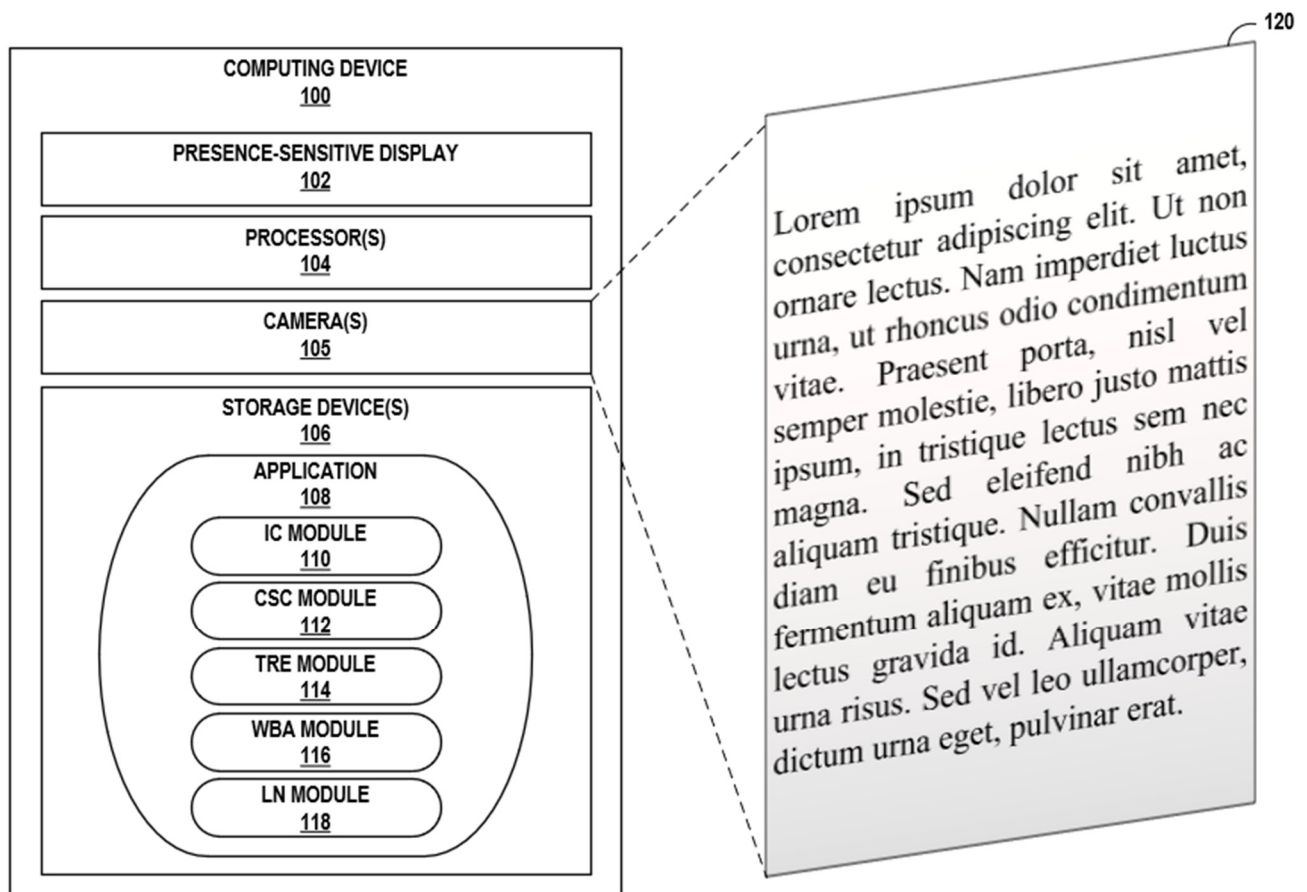 COMPUTING DEVICE
100
PRESENCE-SENSITIVE DISPLAY
102
PROCESSOR(S)
104
CAMERA(S)
105
STORAGE DEVICE(S)
106
APPLICATION
108
IC MODULE
110
CSC MODULE
112
TRE MODULE
114
WBA MODULE
116
LN MODULE
118
120
Lorem ipsum dolor sit amet,
consectetur adipiscing elit. Ut non
ornare lectus. Nam imperdiet luctus
urna, ut rhoncus odio condimentum
vitae. Praesent porta, nisl vel
semper molestie, libero justo mattis
ipsum, in tristique lectus sem nec
magna. Sed eleifend nibh ac
aliquam tristique. Nullam convallis
diam eu finibus efficitur. Duis
fermentum aliquam ex, vitae mollis
lectus gravida id. Aliquam vitae
urna risus. Sed vel leo ullamcorper,
dictum urna eget, pulvinar erat.